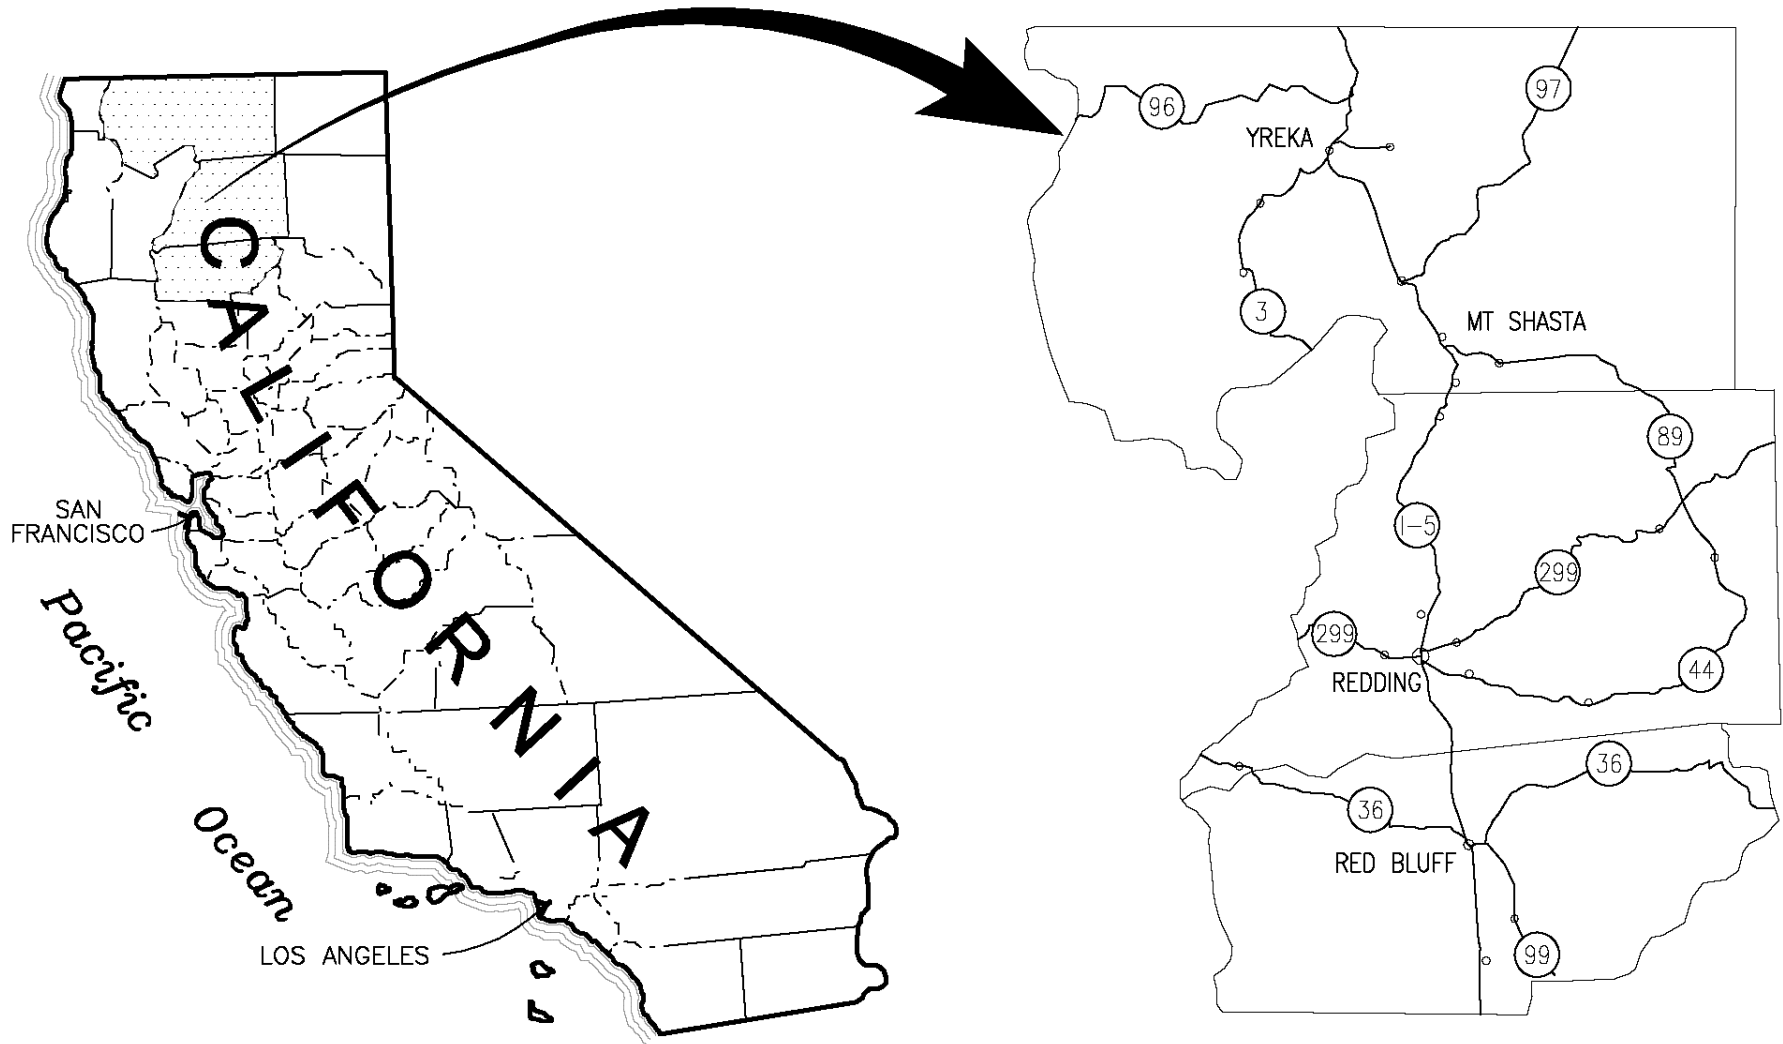 CALIFORNIA
SAN
FRANCISCO
Pacific
Ocean
LOS ANGELES
96
97
YREKA
3
MT SHASTA
89
I-5
299
299
REDDING
44
36
36
RED BLUFF
99